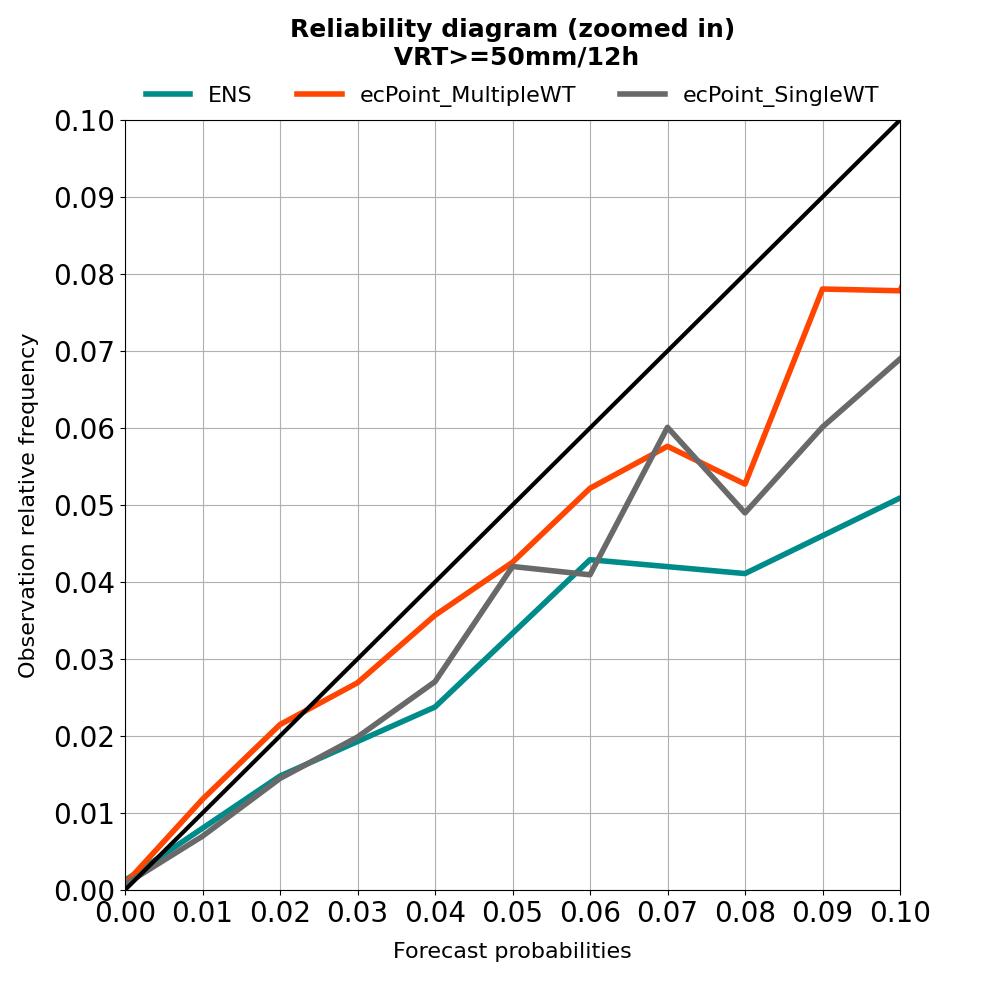 Reliability diagram (zoomed in)
VRT>=50mm/12h
ENS ecPoint_MultipleWT ecPoint_SingleWT
0.10
0.09
0.08
0.07
0.06
0.05
0.04
0.03
0.02
0.01
0.00
Observation relative frequency
0.00 0.01 0.02 0.03 0.04 0.05 0.06 0.07 0.08 0.09 0.10
Forecast probabilities